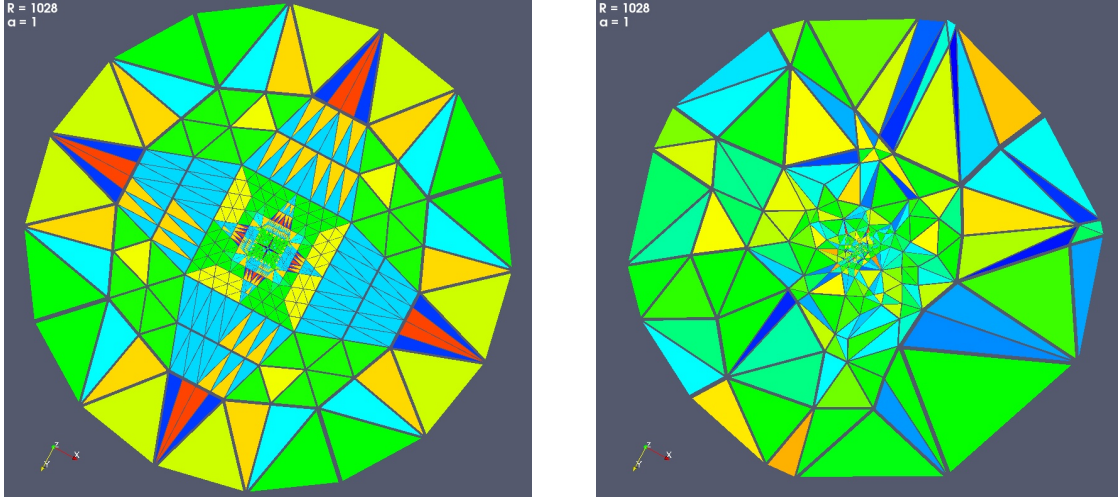 R = 1028
a = 1
R = 1028
a = 1
Z
X
Y
Z
X
Y